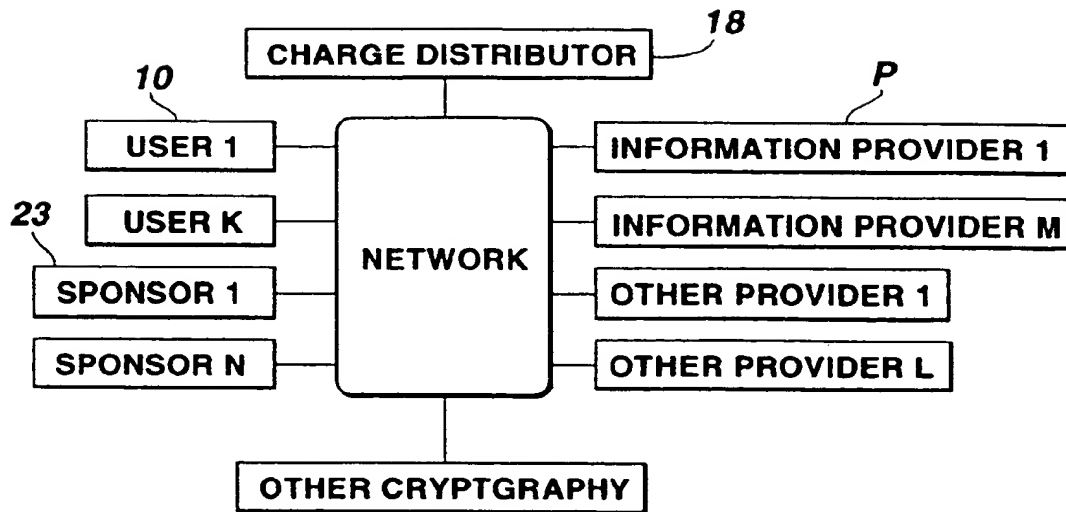 18
CHARGE DISTRIBUTOR
10
P
USER 1
INFORMATION PROVIDER 1
23
USER K
INFORMATION PROVIDER M
NETWORK
SPONSOR 1
OTHER PROVIDER 1
SPONSOR N
OTHER PROVIDER L
OTHER CRYPTGRAPHY